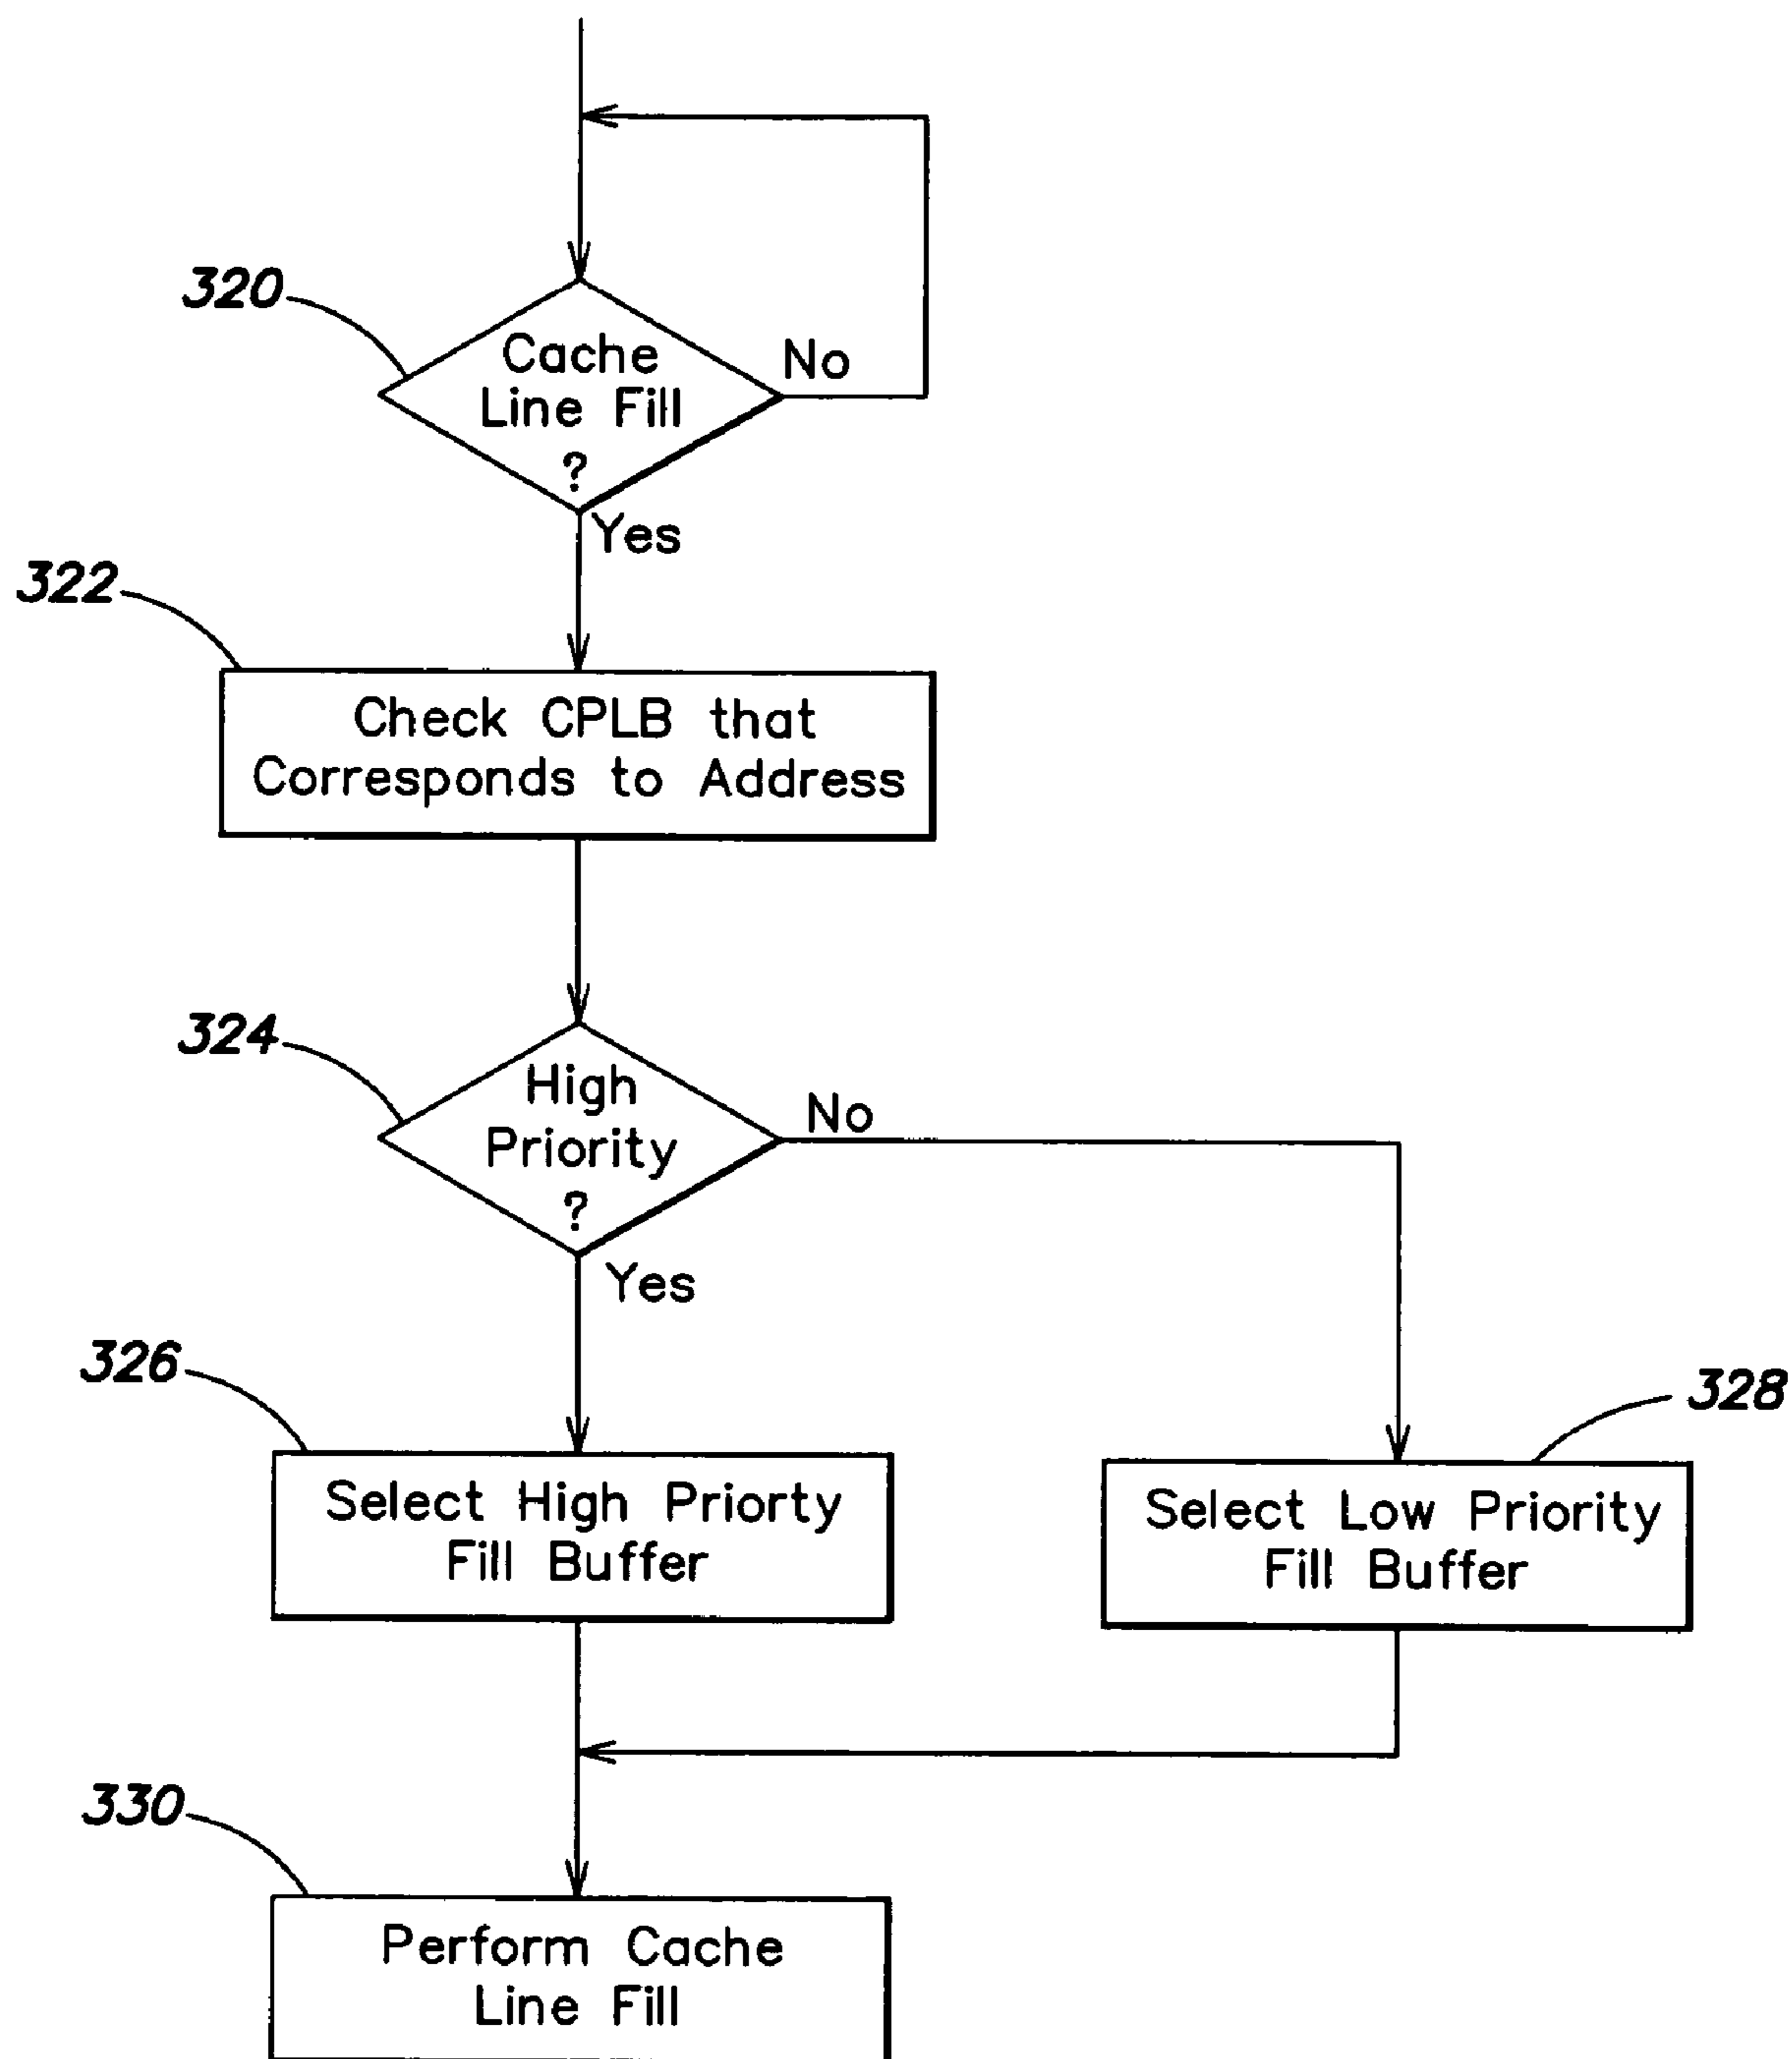 320
Cache
Line Fill
?
No
Yes
322
Check CPLB that
Corresponds to Address
324
High
Priority
?
No
Yes
326
Select High Priorty
Fill Buffer
328
Select Low Priority
Fill Buffer
330
Perform Cache
Line Fill